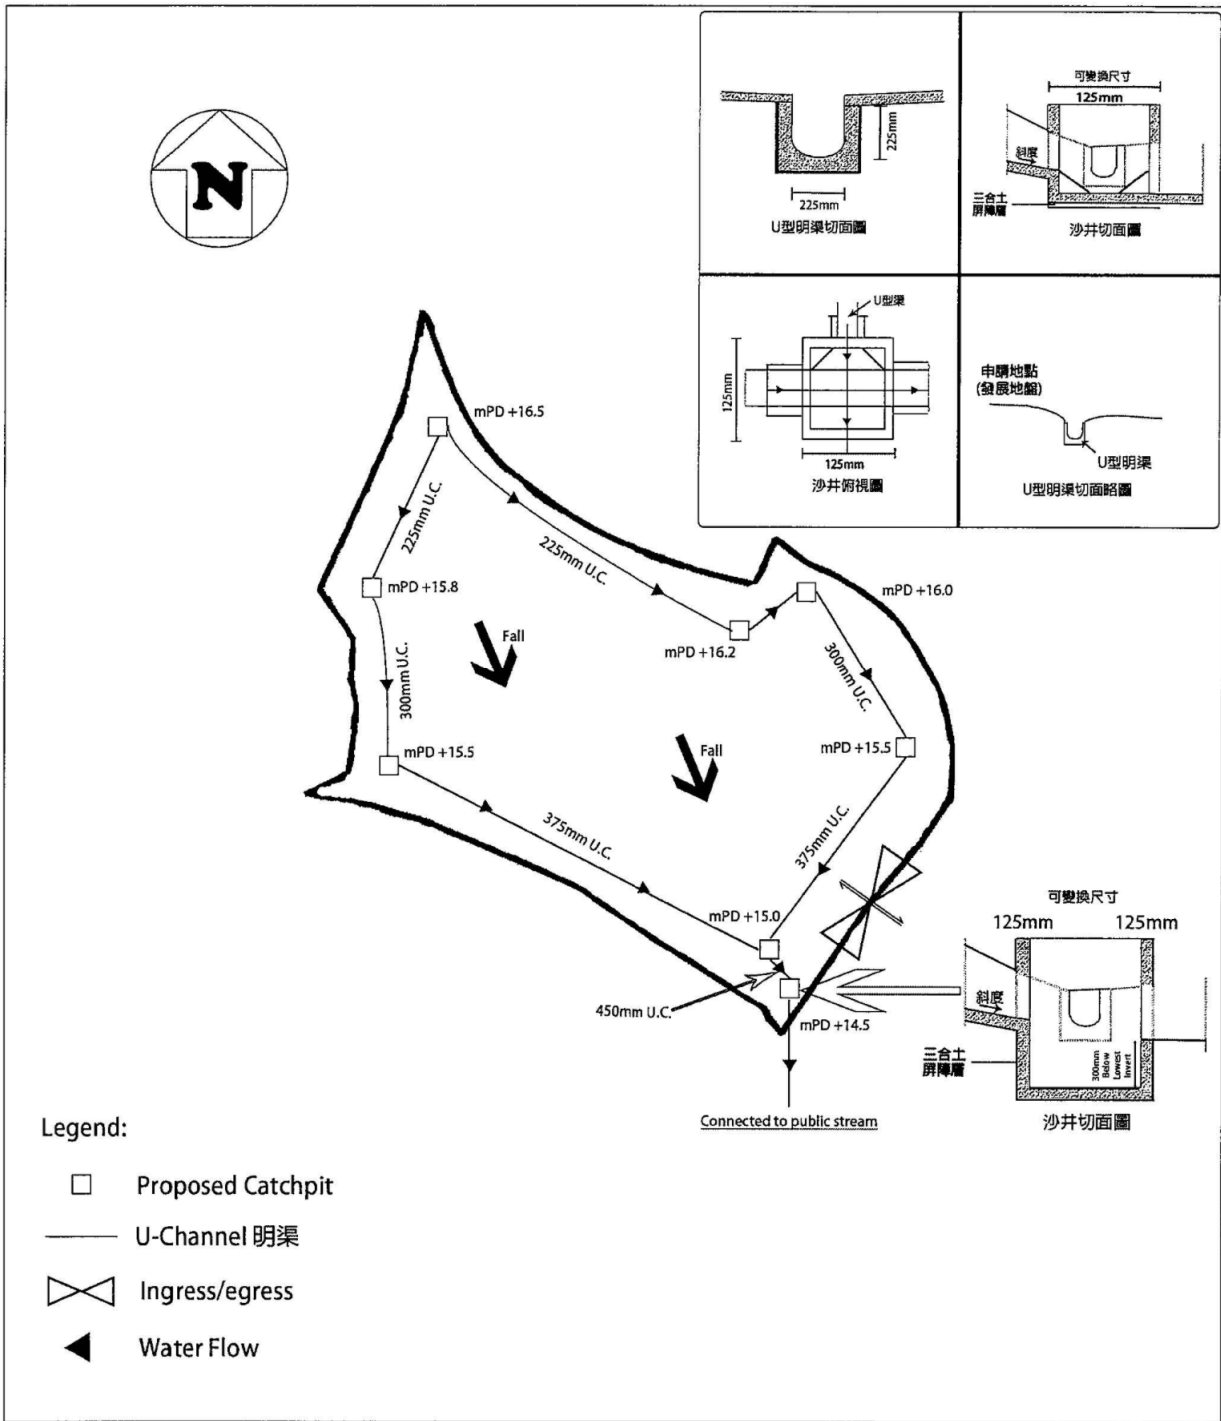 N
225mm
225mm
U型明渠切面圖
可變換尺寸
125mm
斜度
三合土
屏障層
沙井切面圖
U型渠
125mm
125mm
沙井俯視圖
申請地點
(發展地盤)
U型明渠
U型明渠切面略圖
mPD +16.5
225mm U.C.
225mm U.C.
mPD +15.8
mPD +16.0
mPD +16.2
Fall
300mm U.C.
300mm U.C.
mPD +15.5
mPD +15.5
Fall
375mm U.C.
375mm U.C.
mPD +15.0
450mm U.C.
mPD +14.5
Connected to public stream
可變換尺寸
125mm
125mm
斜度
三合土
屏障層
300mm
Below
Lowest
Invert
沙井切面圖
Legend:
Proposed Catchpit
U-Channel 明渠
Ingress/egress
Water Flow